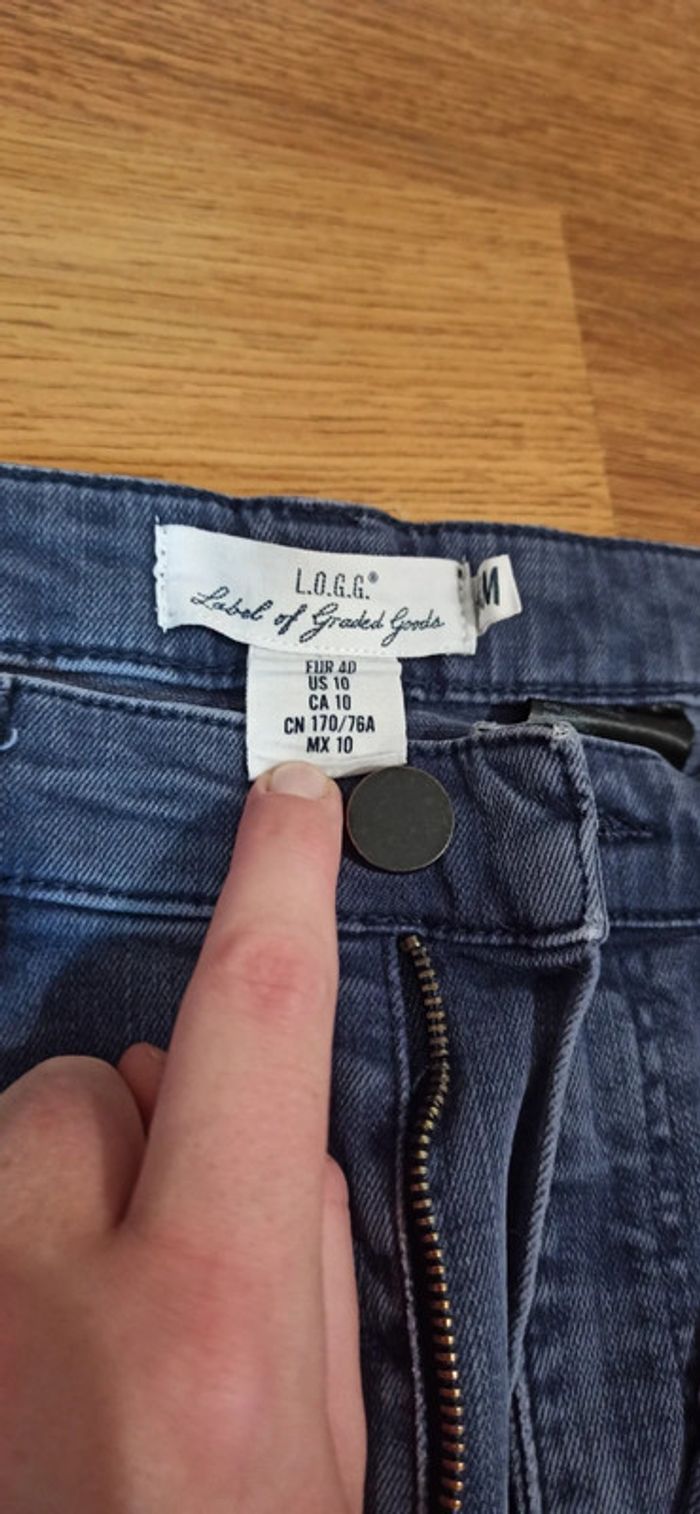 L.O.G.G.®
Label of Graded Goods
M
EUR 40
US 10
CA 10
CN 170/76A
MX 10